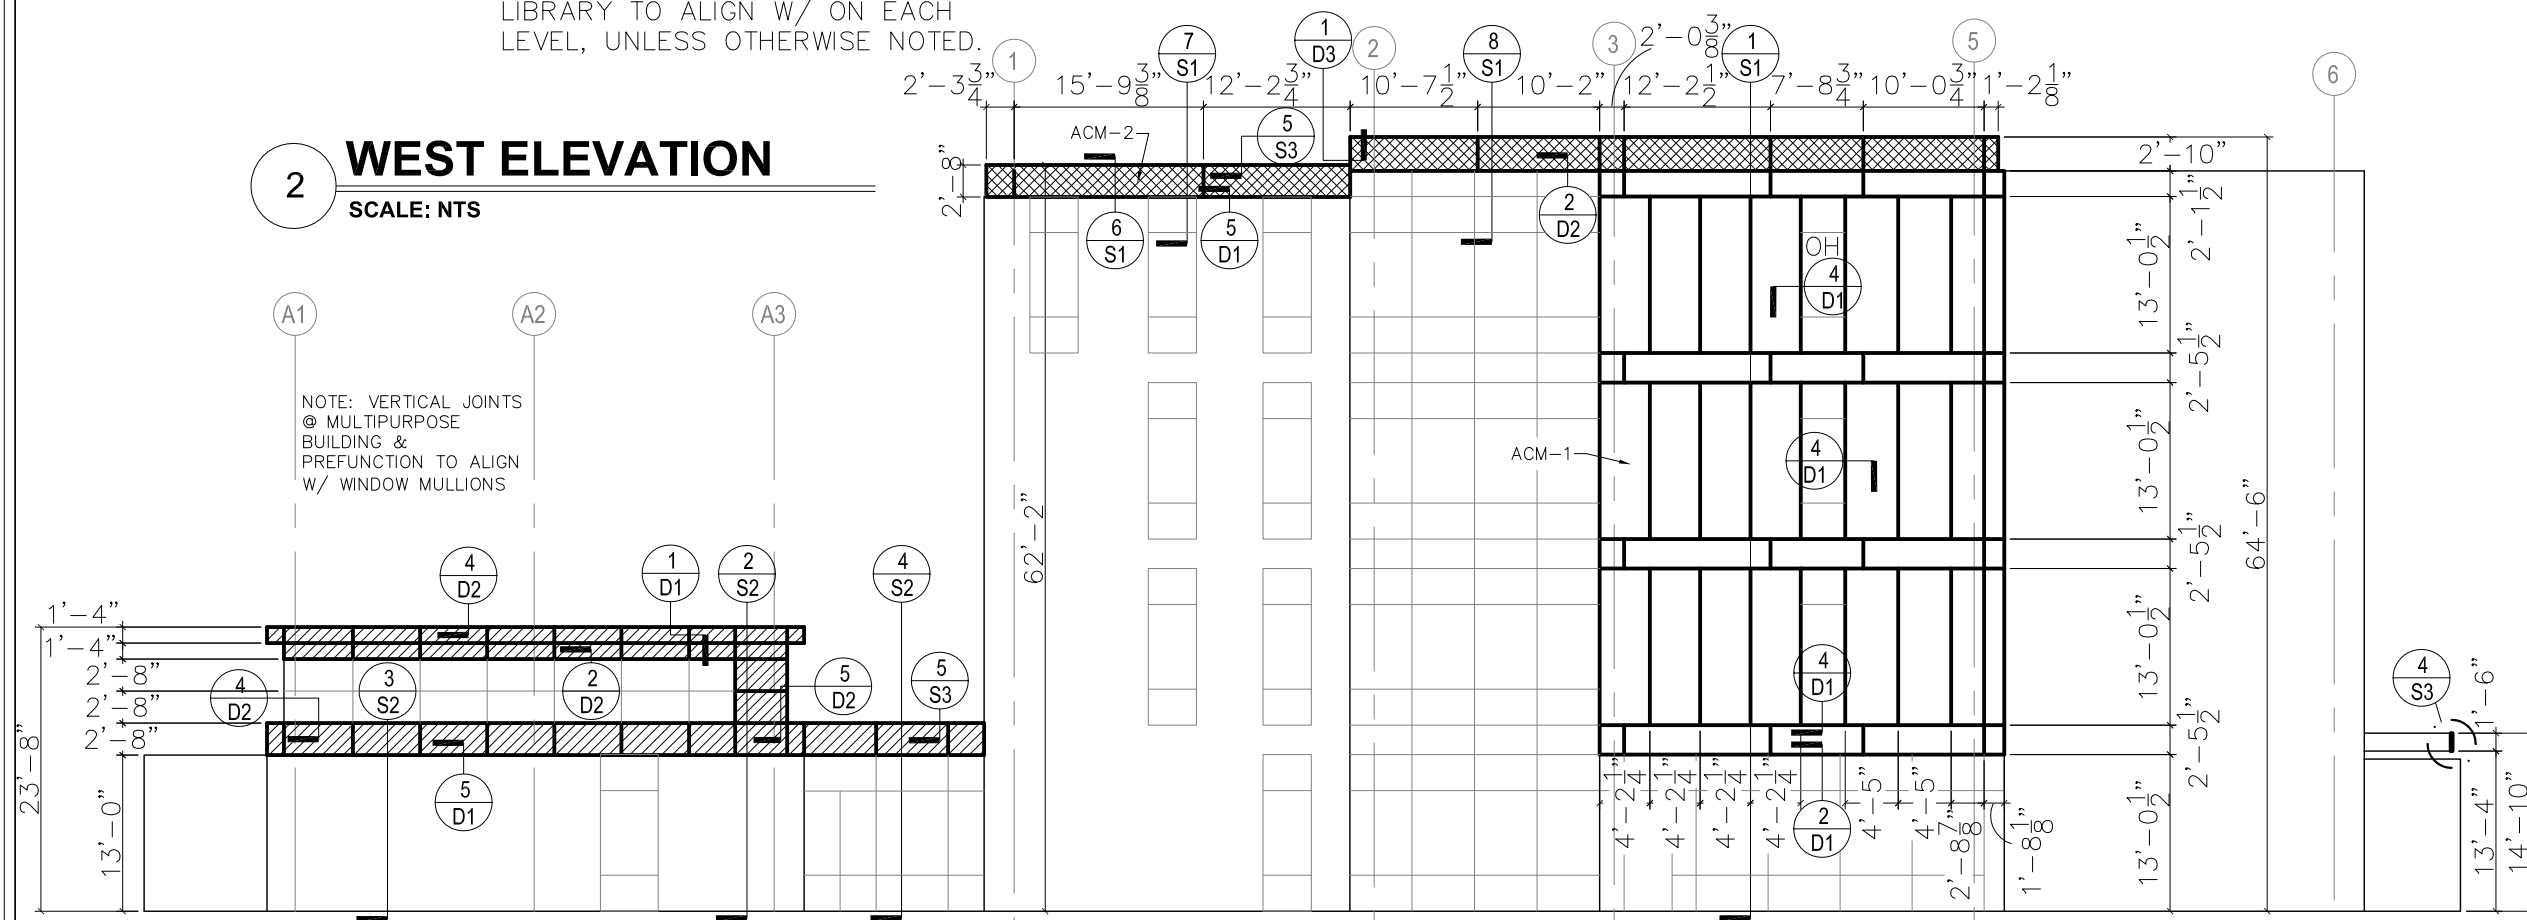 LIBRARY TO ALIGN W/ ON EACH
LEVEL, UNLESS OTHERWISE NOTED.
2
WEST ELEVATION
SCALE: NTS
1
7
S1
1
D3
2
8
S1
3
1
S1
5
6
2'-0 3/8"
2'-3 3/4" 15'-9 3/8" 12'-2 3/4" 10'-7 1/2" 10'-2" 12'-2 1/2" 7'-8 3/4" 10'-0 3/4" 1'-2 1/8"
ACM-2
5
S3
2'-8"
6
S1
5
D1
2
D2
OH
4
D1
2'-10"
2'-1 1/2"
13'-0 1/2"
2'-5 1/2"
13'-0 1/2"
2'-5 1/2"
13'-0 1/2"
2'-5 1/2"
13'-0 1/2"
64'-6"
62'-2"
ACM-1
4
D1
4
D1
2
D1
A1
A2
A3
NOTE: VERTICAL JOINTS
@ MULTIPURPOSE
BUILDING &
PREFUNCTION TO ALIGN
W/ WINDOW MULLIONS
4
D2
1
D1
2
S2
4
S2
1'-4"
1'-4"
2'-8"
2'-8"
2'-8"
23'-8"
13'-0"
4
D2
3
S2
2
D2
5
D2
5
S3
5
D1
4'-2 1/4" 4'-2 1/4" 4'-2 1/4" 4'-2 1/4" 4'-5" 4'-5" 2'-8 7/8" 1'-8 1/8"
4
S3
1'-6"
13'-4"
14'-10"